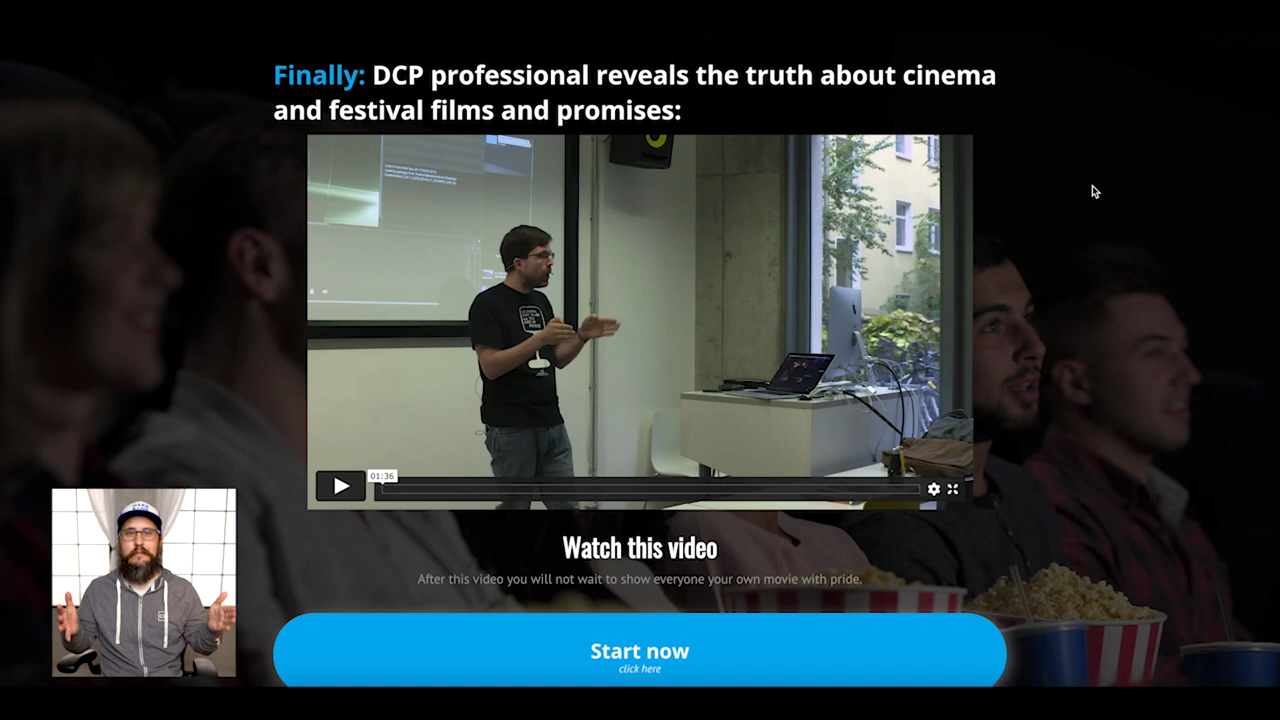 Finally: DCP professional reveals the truth about cinema
and festival films and promises:
01:36
Watch this video
After this video you will not wait to show everyone your own movie with pride.
Start now
click here